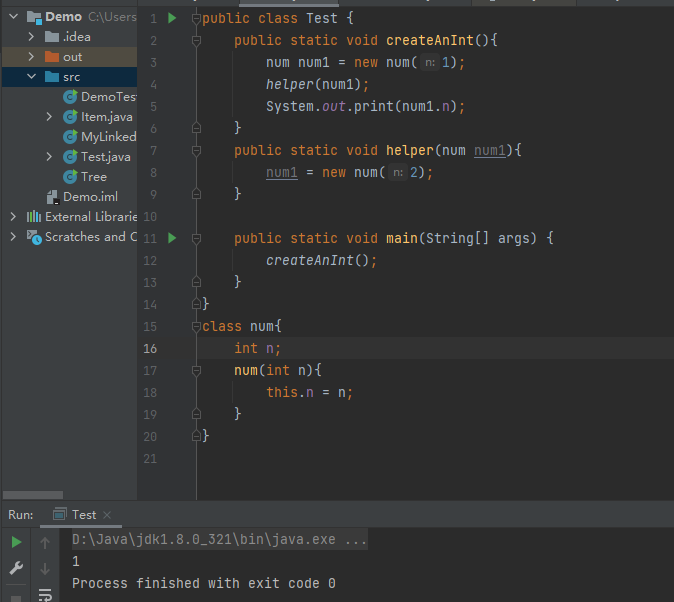 Demo C:\Users
.idea
out
src
DemoTes
Item.java
MyLinked
Test.java
Tree
Demo.iml
External Librarie
Scratches and C
1 public class Test {
2 public static void createAnInt(){
3 num num1 = new num( n: 1);
4 helper(num1);
5 System.out.print(num1.n);
6 }
7 public static void helper(num num1){
8 num1 = new num( n: 2);
9 }
10
11 public static void main(String[] args) {
12 createAnInt();
13 }
14 }
15 class num{
16 int n;
17 num(int n){
18 this.n = n;
19 }
20 }
21
Run: Test
D:\Java\jdk1.8.0_321\bin\java.exe ...
1
Process finished with exit code 0